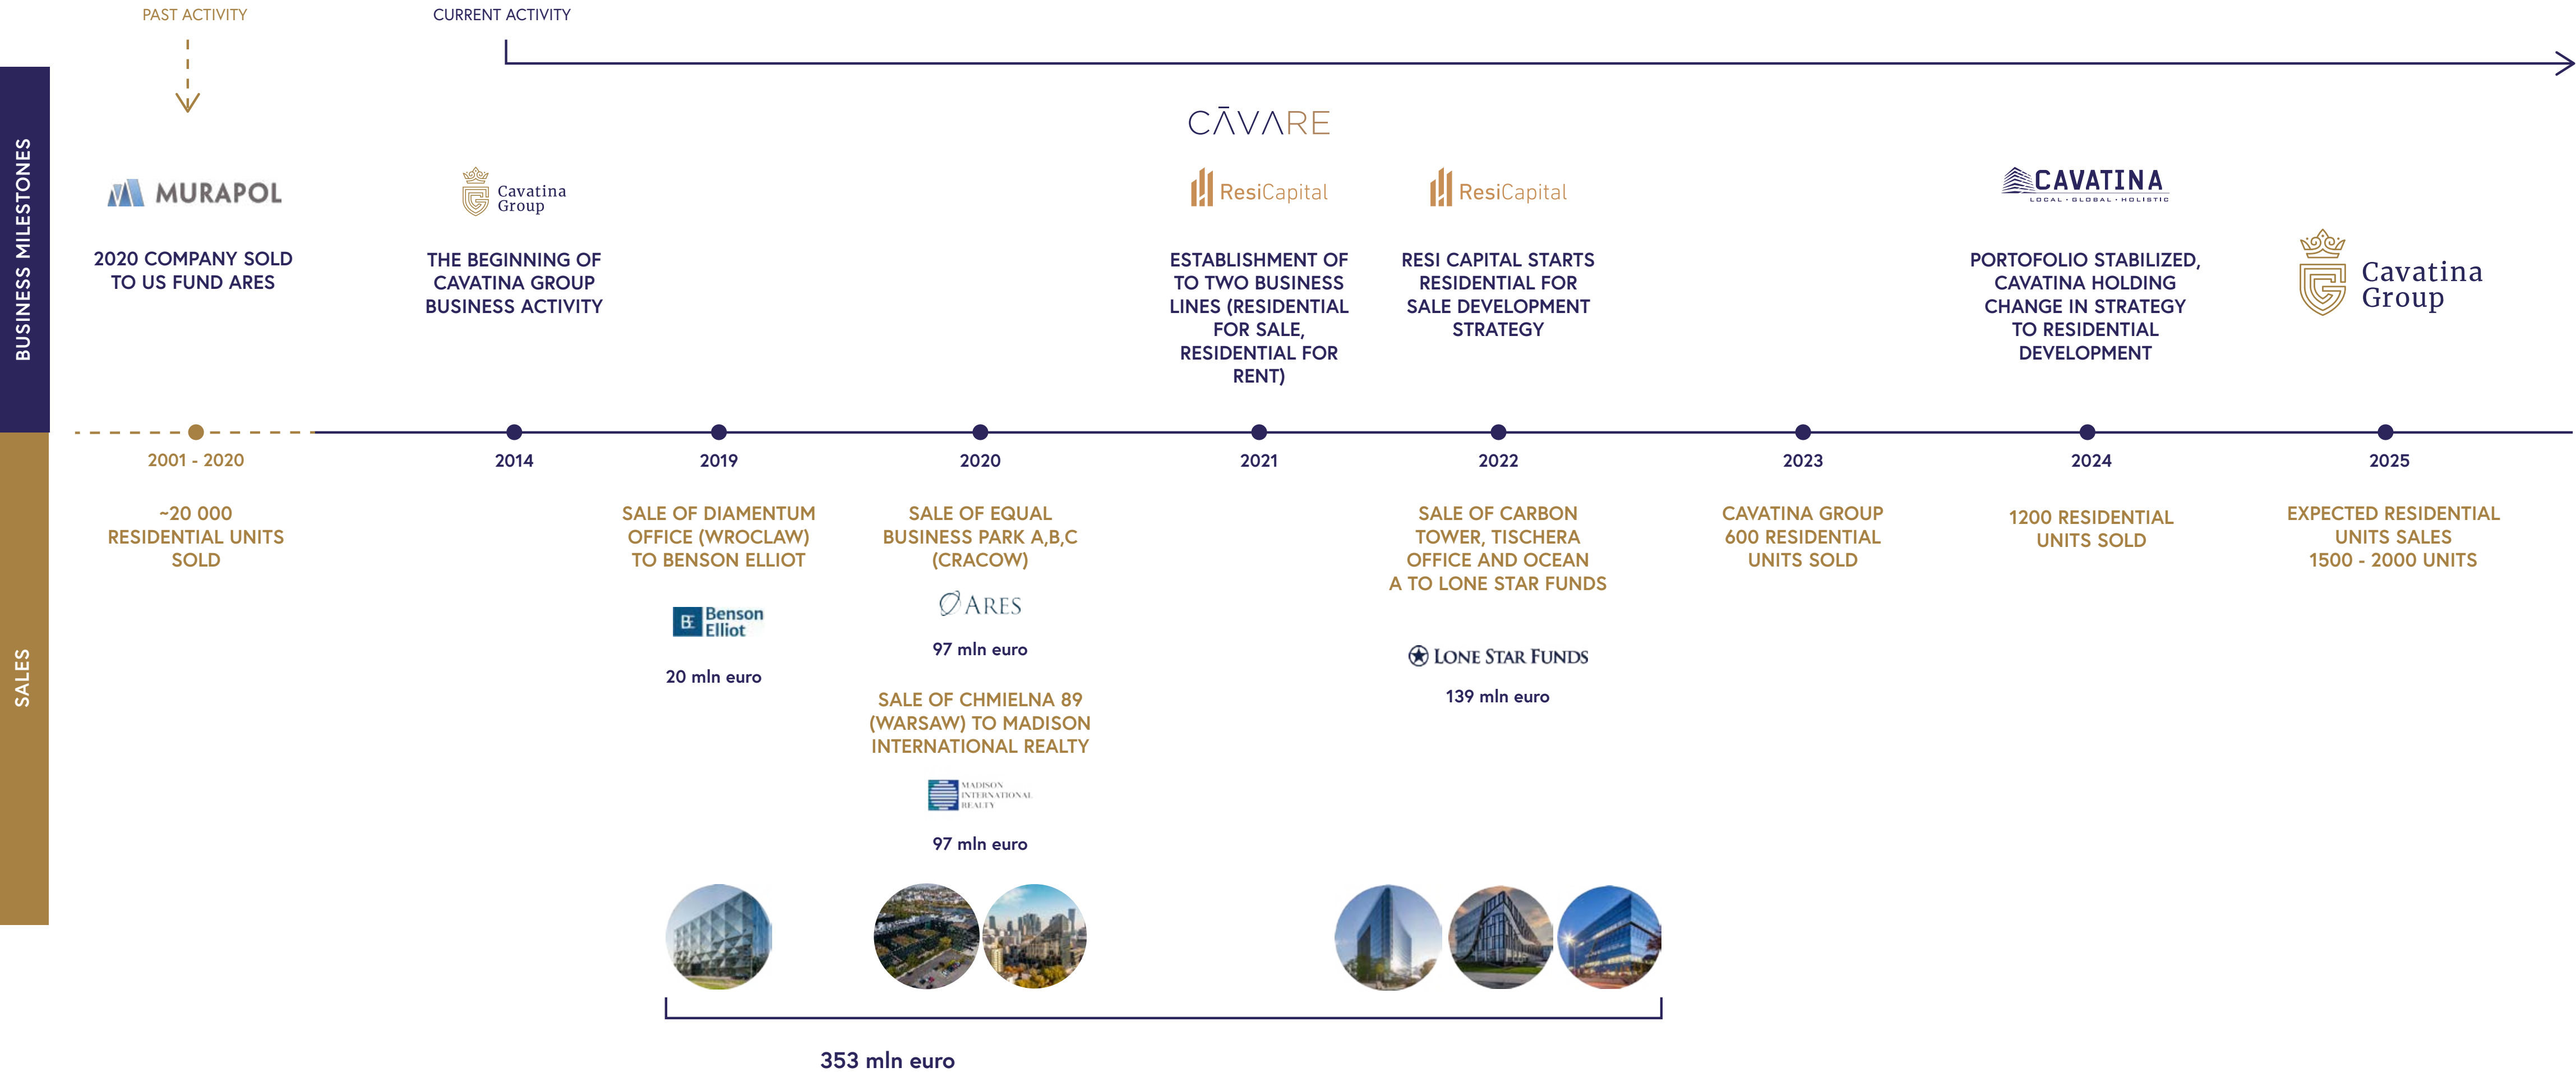 PAST ACTIVITY
CURRENT ACTIVITY
BUSINESS MILESTONES
MURAPOL
2020 COMPANY SOLD
TO US FUND ARES
Cavatina
Group
THE BEGINNING OF
CAVATINA GROUP
BUSINESS ACTIVITY
CĀVARE
ResiCapital
ESTABLISHMENT OF
TO TWO BUSINESS
LINES (RESIDENTIAL
FOR SALE,
RESIDENTIAL FOR
RENT)
ResiCapital
RESI CAPITAL STARTS
RESIDENTIAL FOR
SALE DEVELOPMENT
STRATEGY
CAVATINA
LOCAL • GLOBAL • HOLISTIC
PORTOFOLIO STABILIZED,
CAVATINA HOLDING
CHANGE IN STRATEGY
TO RESIDENTIAL
DEVELOPMENT
Cavatina
Group
2001 - 2020
2014
2019
2020
2021
2022
2023
2024
2025
SALES
~20 000
RESIDENTIAL UNITS
SOLD
SALE OF DIAMENTUM
OFFICE (WROCLAW)
TO BENSON ELLIOT
BE Benson
Elliot
20 mln euro
SALE OF EQUAL
BUSINESS PARK A,B,C
(CRACOW)
ARES
97 mln euro
SALE OF CHMIELNA 89
(WARSAW) TO MADISON
INTERNATIONAL REALTY
MADISON
INTERNATIONAL
REALTY
97 mln euro
SALE OF CARBON
TOWER, TISCHERA
OFFICE AND OCEAN
A TO LONE STAR FUNDS
LONE STAR FUNDS
139 mln euro
CAVATINA GROUP
600 RESIDENTIAL
UNITS SOLD
1200 RESIDENTIAL
UNITS SOLD
EXPECTED RESIDENTIAL
UNITS SALES
1500 - 2000 UNITS
353 mln euro